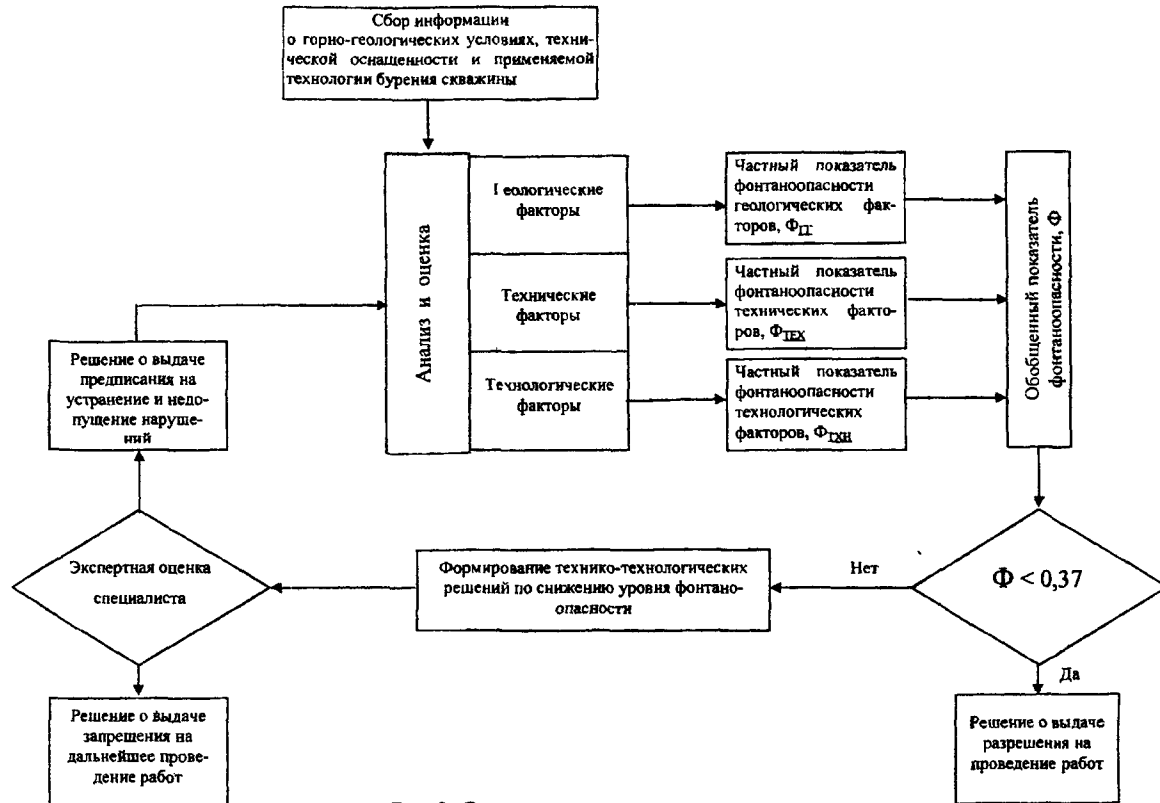 Сбор информации
о горно-геологических условиях, техни-
ческой оснащенности и применяемой
технологии бурения скважины
Анализ и оценка
Геологические
факторы
Частный показатель
фонтаноопасности
геологических фак-
торов, ФГГ
Обобщенный показатель
фонтаноопасности, Ф
Технические
факторы
Частный показатель
фонтаноопасности
технических факто-
ров, ФТЕХ
Технологические
факторы
Частный показатель
фонтаноопасности
технологических
факторов, ФТХН
Решение о выдаче
предписания на
устранение и недо-
пущение наруше-
ний
Экспертная оценка
специалиста
Формирование технико-технологических
решений по снижению уровня фонтано-
опасности
Нет
Ф < 0,37
Да
Решение о выдаче
запрешения на
дальнейшее прове-
дение работ
Решение о выдаче
разрешения на
проведение работ